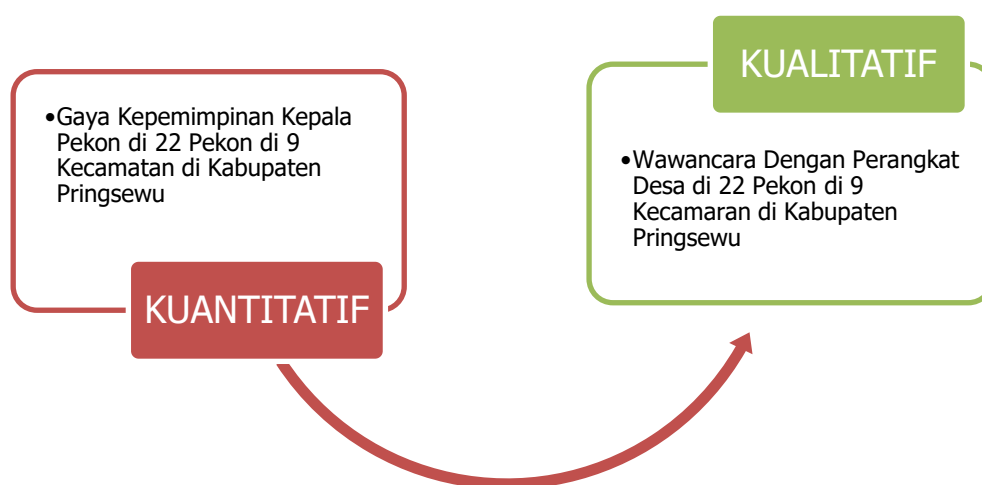 •Gaya Kepemimpinan Kepala
Pekon di 22 Pekon di 9
Kecamatan di Kabupaten
Pringsewu
KUANTITATIF
KUALITATIF
•Wawancara Dengan Perangkat
Desa di 22 Pekon di 9
Kecamaran di Kabupaten
Pringsewu